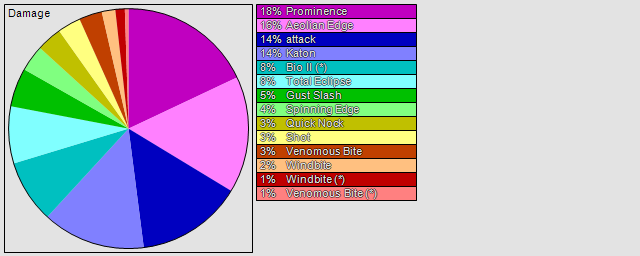 Damage
18% Prominence
16% Aeolian Edge
14% attack
14% Katon
8% Bio II (*)
8% Total Eclipse
5% Gust Slash
4% Spinning Edge
3% Quick Nock
3% Shot
3% Venomous Bite
2% Windbite
1% Windbite (*)
1% Venomous Bite (*)